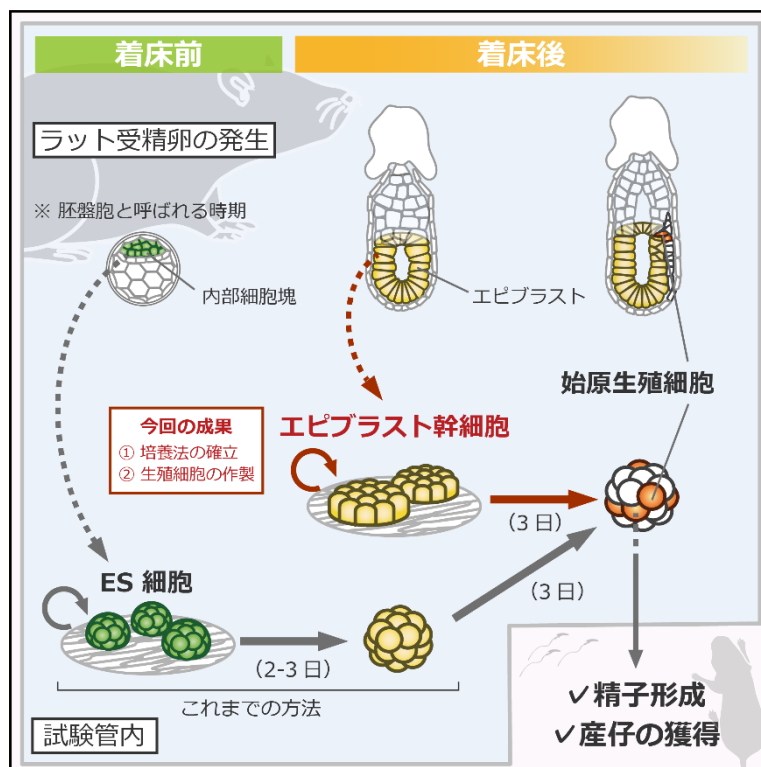 着床前
着床後
ラット受精卵の発生
※ 胚盤胞と呼ばれる時期
内部細胞塊
エピブラスト
始原生殖細胞
今回の成果
① 培養法の確立
② 生殖細胞の作製
エピブラスト幹細胞
(3 日)
ES 細胞
(3 日)
(2-3 日)
これまでの方法
試験管内
✓精子形成
✓産仔の獲得